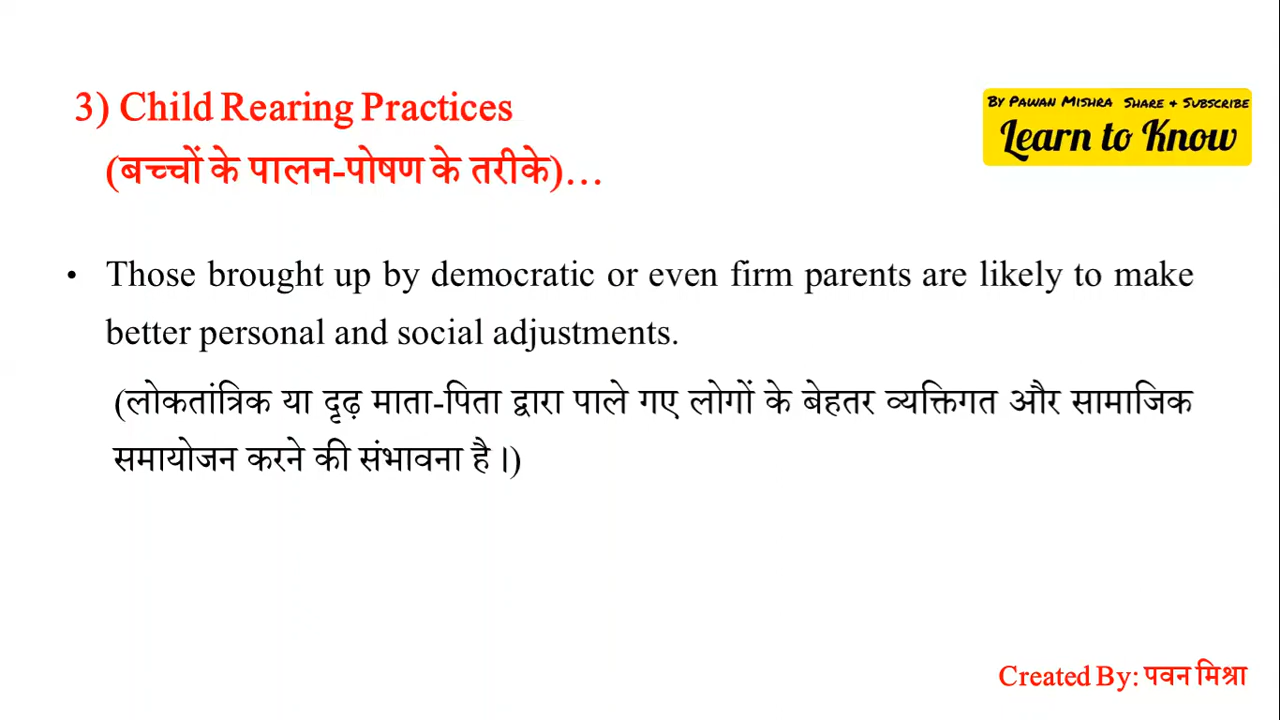 3) Child Rearing Practices
By Pawan Mishra Share & Subscribe
Learn to Know
(बच्चों के पालन-पोषण के तरीके)...
• Those brought up by democratic or even firm parents are likely to make
better personal and social adjustments.
(लोकतांत्रिक या दृढ़ माता-पिता द्वारा पाले गए लोगों के बेहतर व्यक्तिगत और सामाजिक
समायोजन करने की संभावना है।)
Created By: पवन मिश्रा